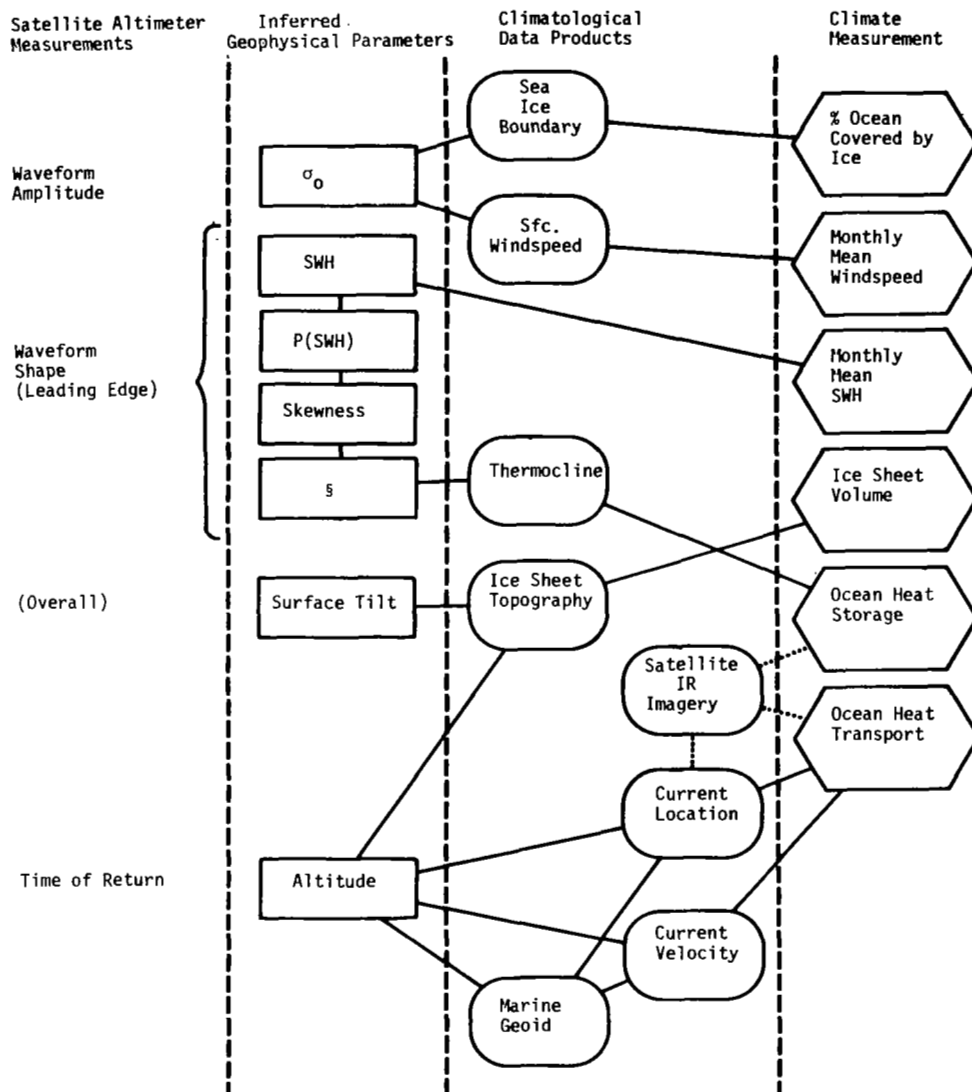 Satellite Altimeter
Measurements
Inferred
Geophysical Parameters
Climatological
Data Products
Climate
Measurement
Sea
Ice
Boundary
% Ocean
Covered by
Ice
Waveform
Amplitude
σo
Sfc.
Windspeed
Monthly
Mean
Windspeed
SWH
P(SWH)
Waveform
Shape
(Leading Edge)
Monthly
Mean
SWH
Skewness
§
Thermocline
Ice Sheet
Volume
(Overall)
Surface Tilt
Ice Sheet
Topography
Ocean Heat
Storage
Satellite
IR
Imagery
Ocean Heat
Transport
Current
Location
Time of Return
Altitude
Current
Velocity
Marine
Geoid